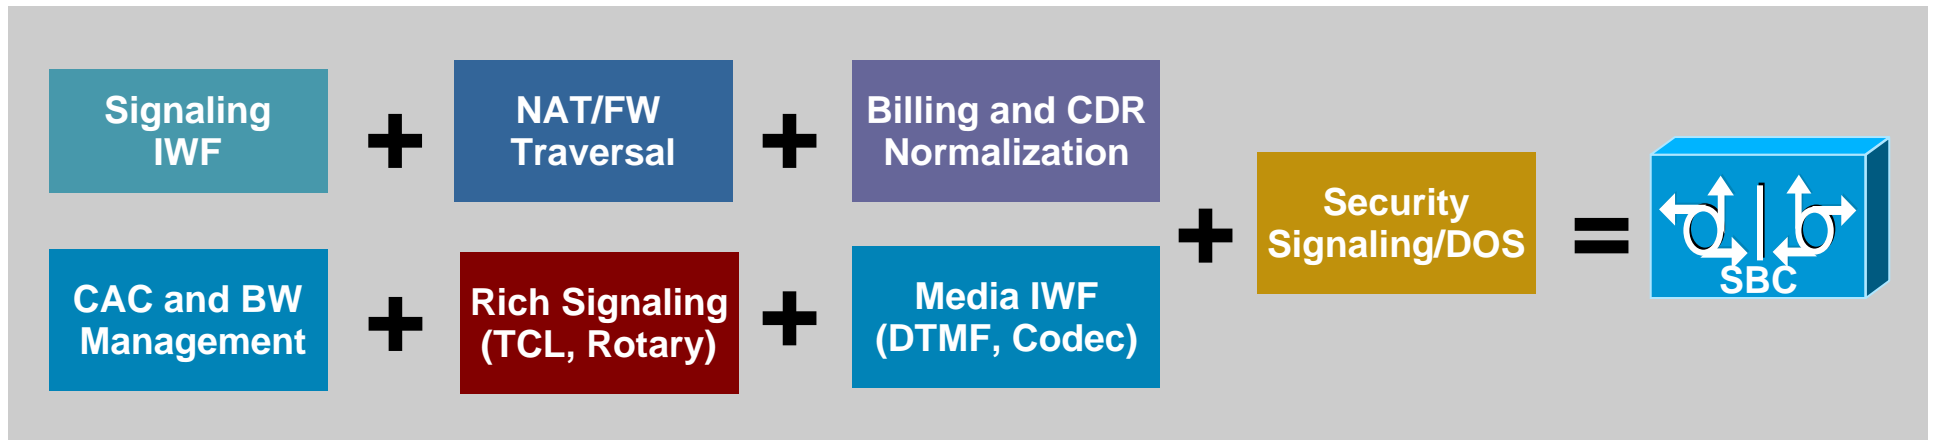 Signaling
IWF
+
NAT/FW
Traversal
+
Billing and CDR
Normalization
CAC and BW
Management
+
Rich Signaling
(TCL, Rotary)
+
Media IWF
(DTMF, Codec)
+
Security
Signaling/DOS
=
SBC